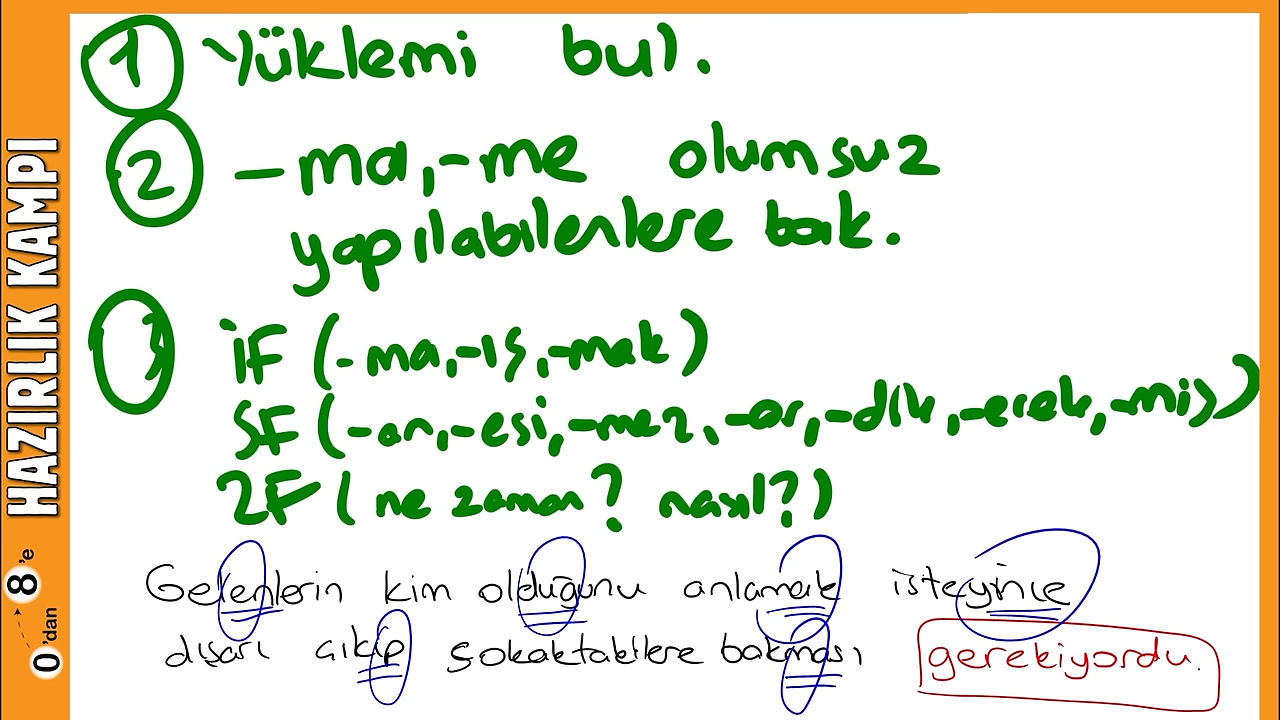 HAZIRLIK KAMPI
0'dan 8'e
1 Yüklemi bul.
2 -ma,-me olumsuz
yapılabilenlere bak.
3 İF (-ma,-ış,-mak)
SF (-an,-esi,-mez,-ar,-dık,-ecek,-miş)
ZF (ne zaman? nasıl?)
Gelenlerin kim olduğunu anlamak isteyince
dışarı çıkıp sokaktakilere bakması gerekiyordu.